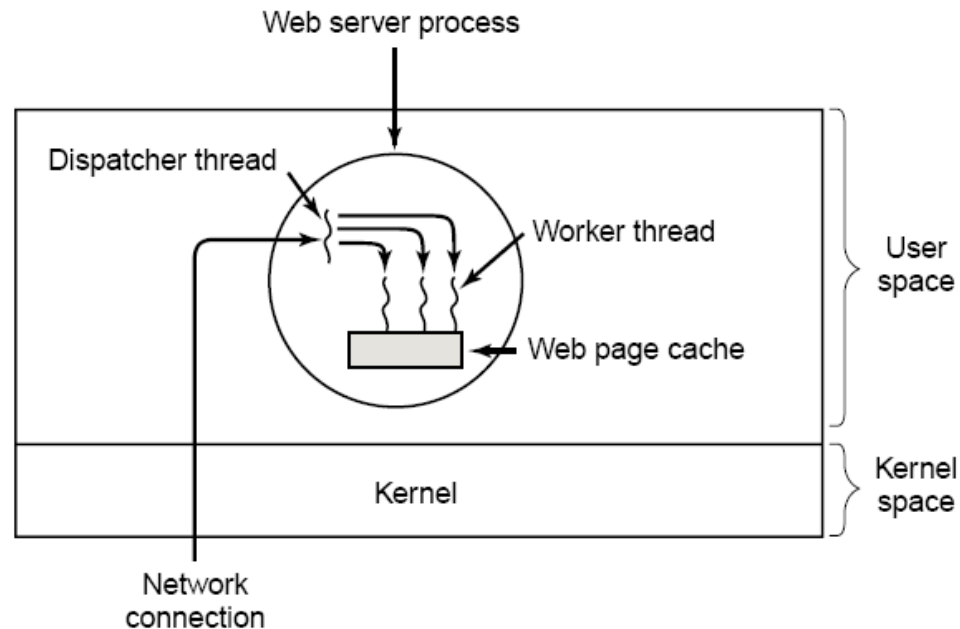 Web server process
Dispatcher thread
Worker thread
User
space
Web page cache
Kernel
Kernel
space
Network
connection